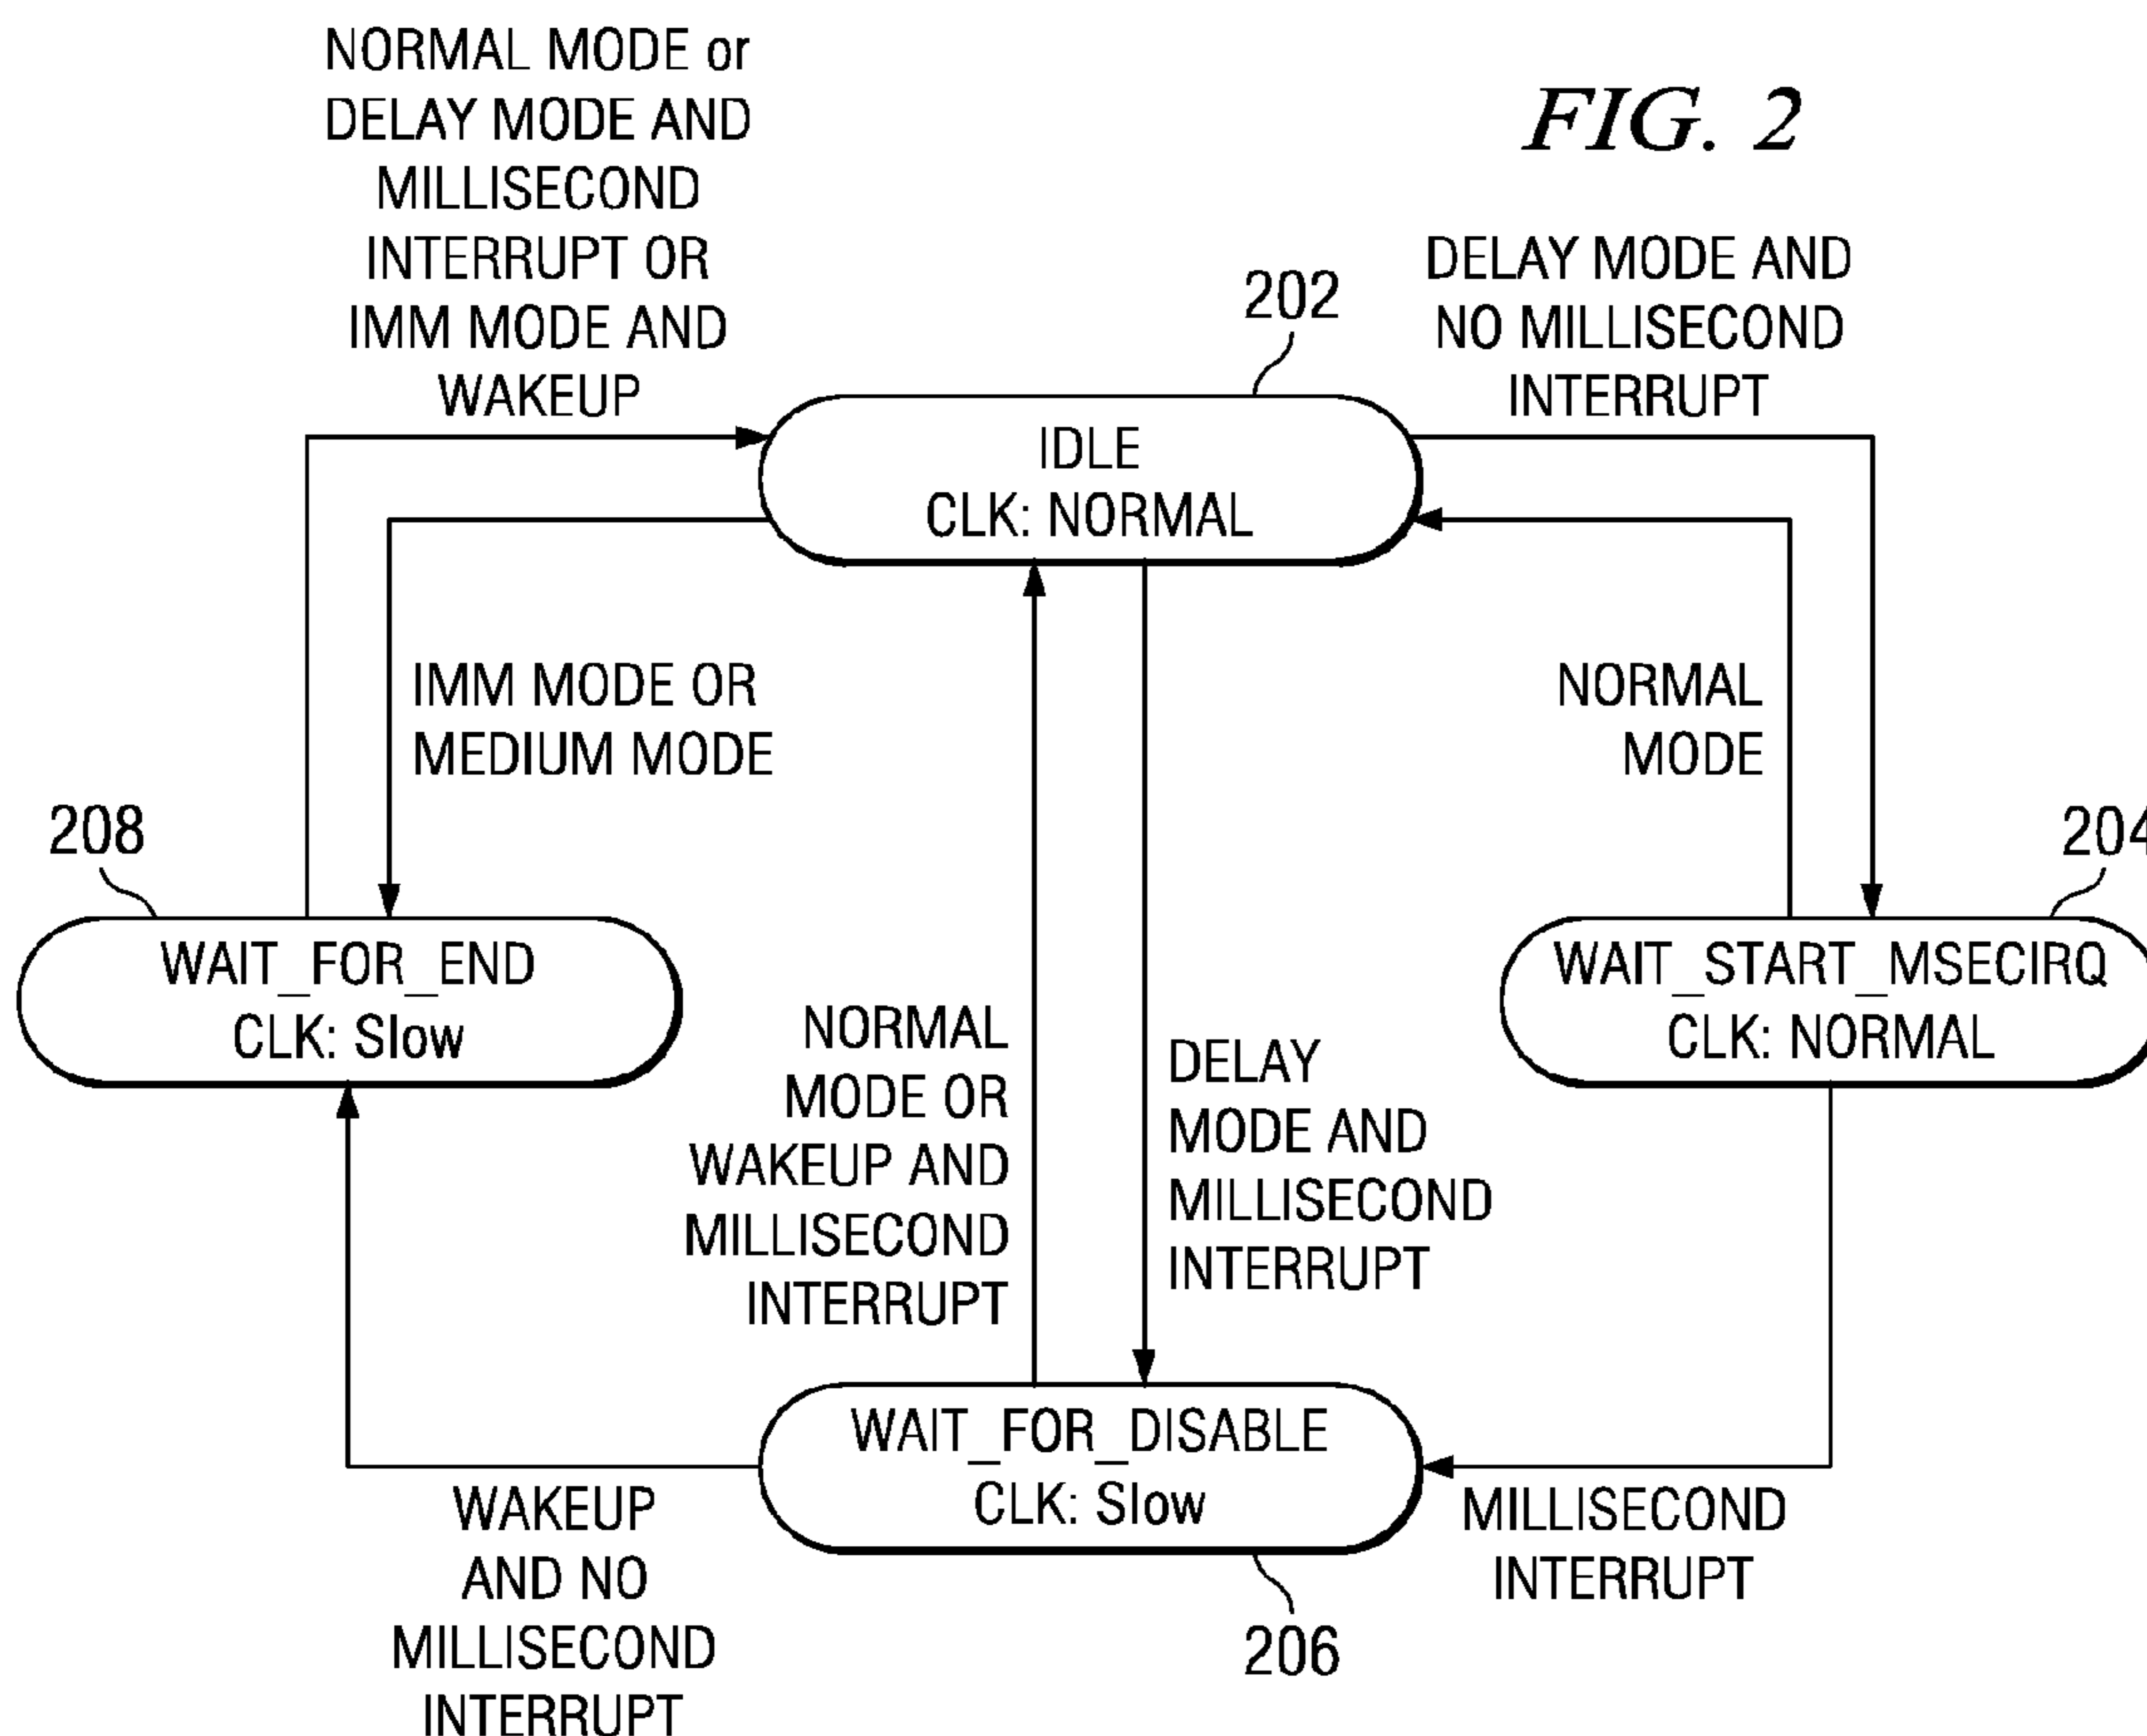 NORMAL MODE or
DELAY MODE AND
MILLISECOND
INTERRUPT OR
IMM MODE AND
WAKEUP
FIG. 2
DELAY MODE AND
NO MILLISECOND
INTERRUPT
202
IDLE
CLK: NORMAL
IMM MODE OR
MEDIUM MODE
NORMAL
MODE
208
204
WAIT_FOR_END
CLK: Slow
WAIT_START_MSECIRQ
CLK: NORMAL
NORMAL
MODE OR
WAKEUP AND
MILLISECOND
INTERRUPT
DELAY
MODE AND
MILLISECOND
INTERRUPT
WAIT_FOR_DISABLE
CLK: Slow
WAKEUP
AND NO
MILLISECOND
INTERRUPT
MILLISECOND
INTERRUPT
206